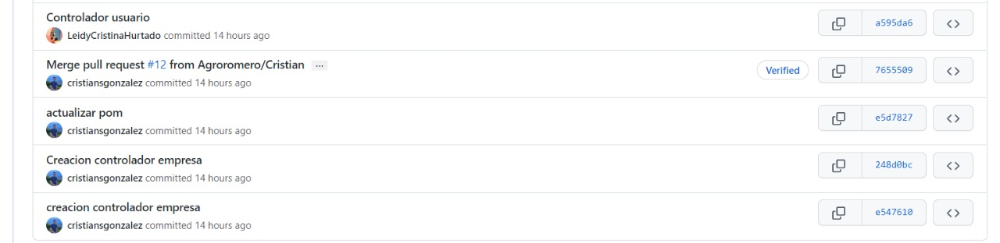 Controlador usuario
a595da6
LeidyCristinaHurtado committed 14 hours ago
Merge pull request #12 from Agroromero/Cristian ...
Verified
7655509
cristiansgonzalez committed 14 hours ago
actualizar pom
e5d7827
cristiansgonzalez committed 14 hours ago
Creacion controlador empresa
248d0bc
cristiansgonzalez committed 14 hours ago
creacion controlador empresa
e547610
cristiansgonzalez committed 14 hours ago